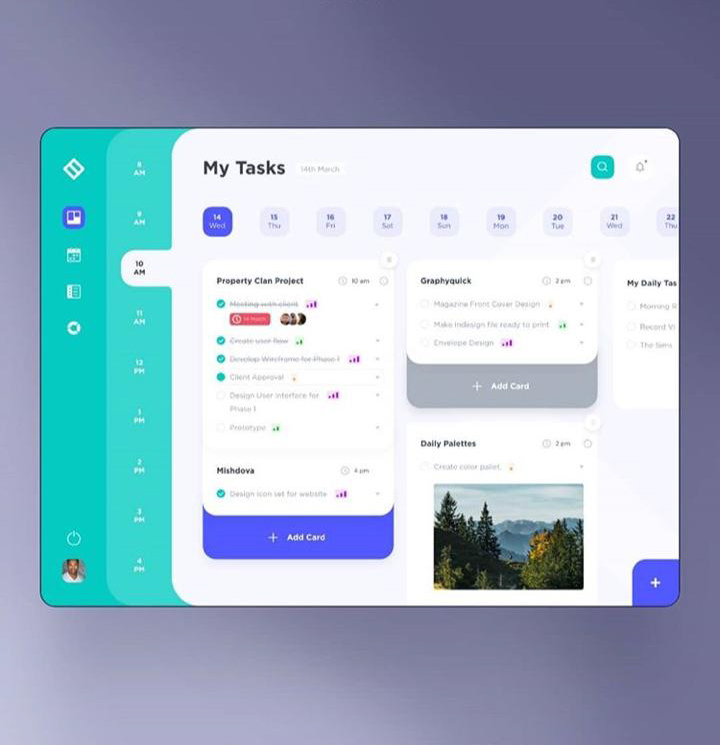 My Tasks
14th March
8
AM
9
AM
10
AM
11
AM
12
PM
1
PM
2
PM
3
PM
4
PM
14
Wed
15
Thu
16
Fri
17
Sat
18
Sun
19
Mon
20
Tue
21
Wed
22
Thu
Property Clan Project
10 am
Meeting with client
14 March
Create user flow
Develop Wireframe for Phase 1
Client Approval
Design User Interface for
Phase 1
Prototype
Mishdova
4 pm
Design icon set for website
+ Add Card
Graphyquick
2 pm
Magazine Front Cover Design
Make Indesign file ready to print
Envelope Design
+ Add Card
Daily Palettes
2 pm
Create color pallet.
My Daily Tas
Morning R
Record Vi
The Sims
+